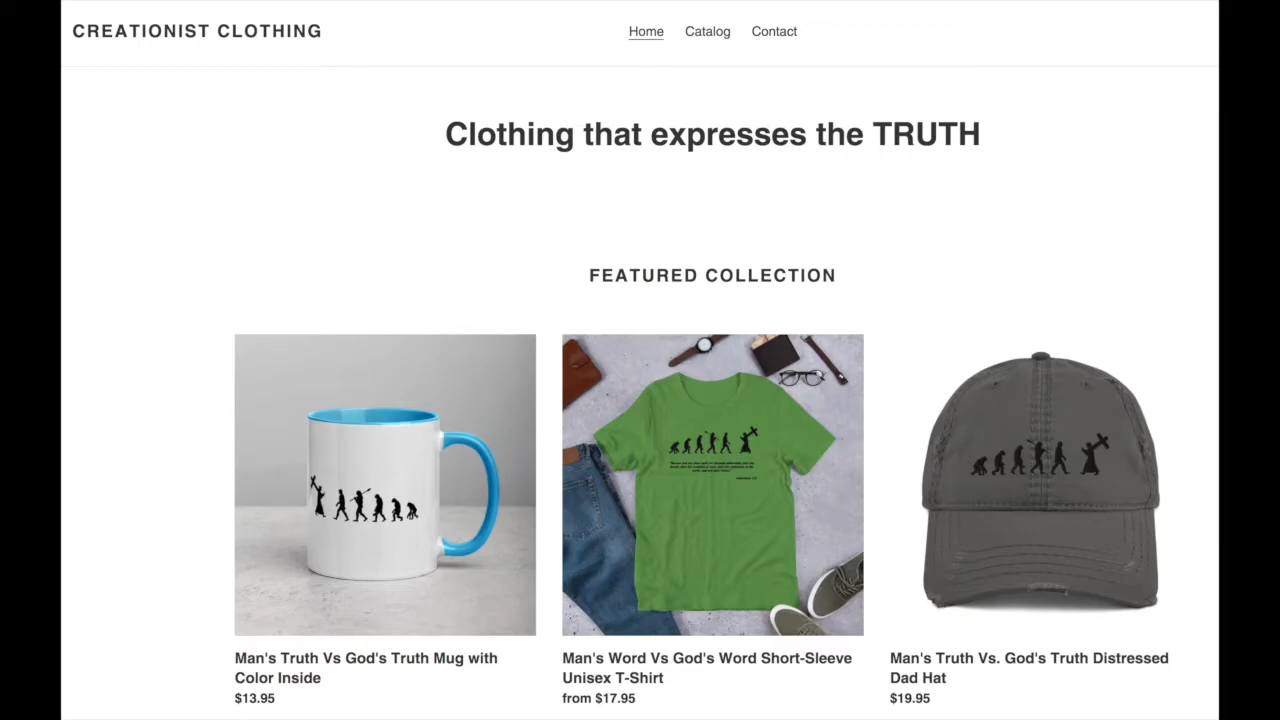 CREATIONIST CLOTHING
Home Catalog Contact
Clothing that expresses the TRUTH
FEATURED COLLECTION
Man's Truth Vs God's Truth Mug with
Color Inside
$13.95
Man's Word Vs God's Word Short-Sleeve
Unisex T-Shirt
from $17.95
Man's Truth Vs. God's Truth Distressed
Dad Hat
$19.95